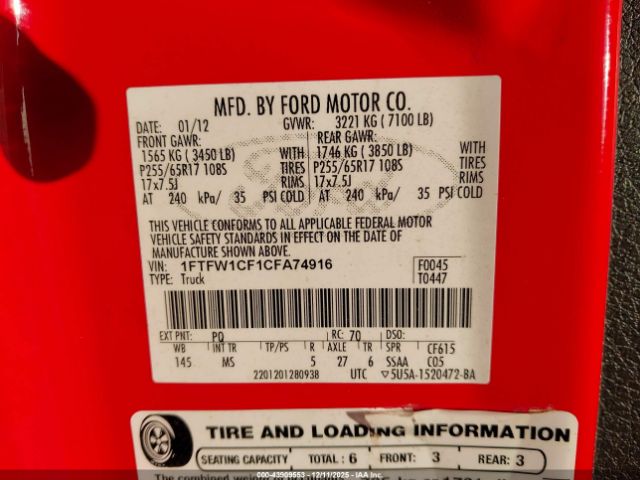 MFD. BY FORD MOTOR CO.
DATE: 01/12 GVWR: 3221 KG ( 7100 LB)
FRONT GAWR: REAR GAWR:
1565 KG ( 3450 LB) WITH 1746 KG ( 3850 LB) WITH
P255/65R17 108S TIRES P255/65R17 108S TIRES
17x7.5J RIMS 17x7.5J RIMS
AT 240 kPa/ 35 PSI COLD AT 240 kPa/ 35 PSI COLD
THIS VEHICLE CONFORMS TO ALL APPLICABLE FEDERAL MOTOR
VEHICLE SAFETY STANDARDS IN EFFECT ON THE DATE OF
MANUFACTURE SHOWN ABOVE.
VIN: 1FTFW1CF1CFA74916 F0045
TYPE: Truck T0447
EXT PNT: PQ RC: 70 DSO:
WB INT TR TP/PS R AXLE TR SPR CF615
145 MS 5 27 6 SSAA C05
2201201280938 UTC ▽5U5A-1520472-BA
TIRE AND LOADING INFORMATION
SEATING CAPACITY TOTAL: 6 FRONT: 3 REAR: 3
The combined
000-43909553 - 12/11/2025 - IAA Holdings, LLC